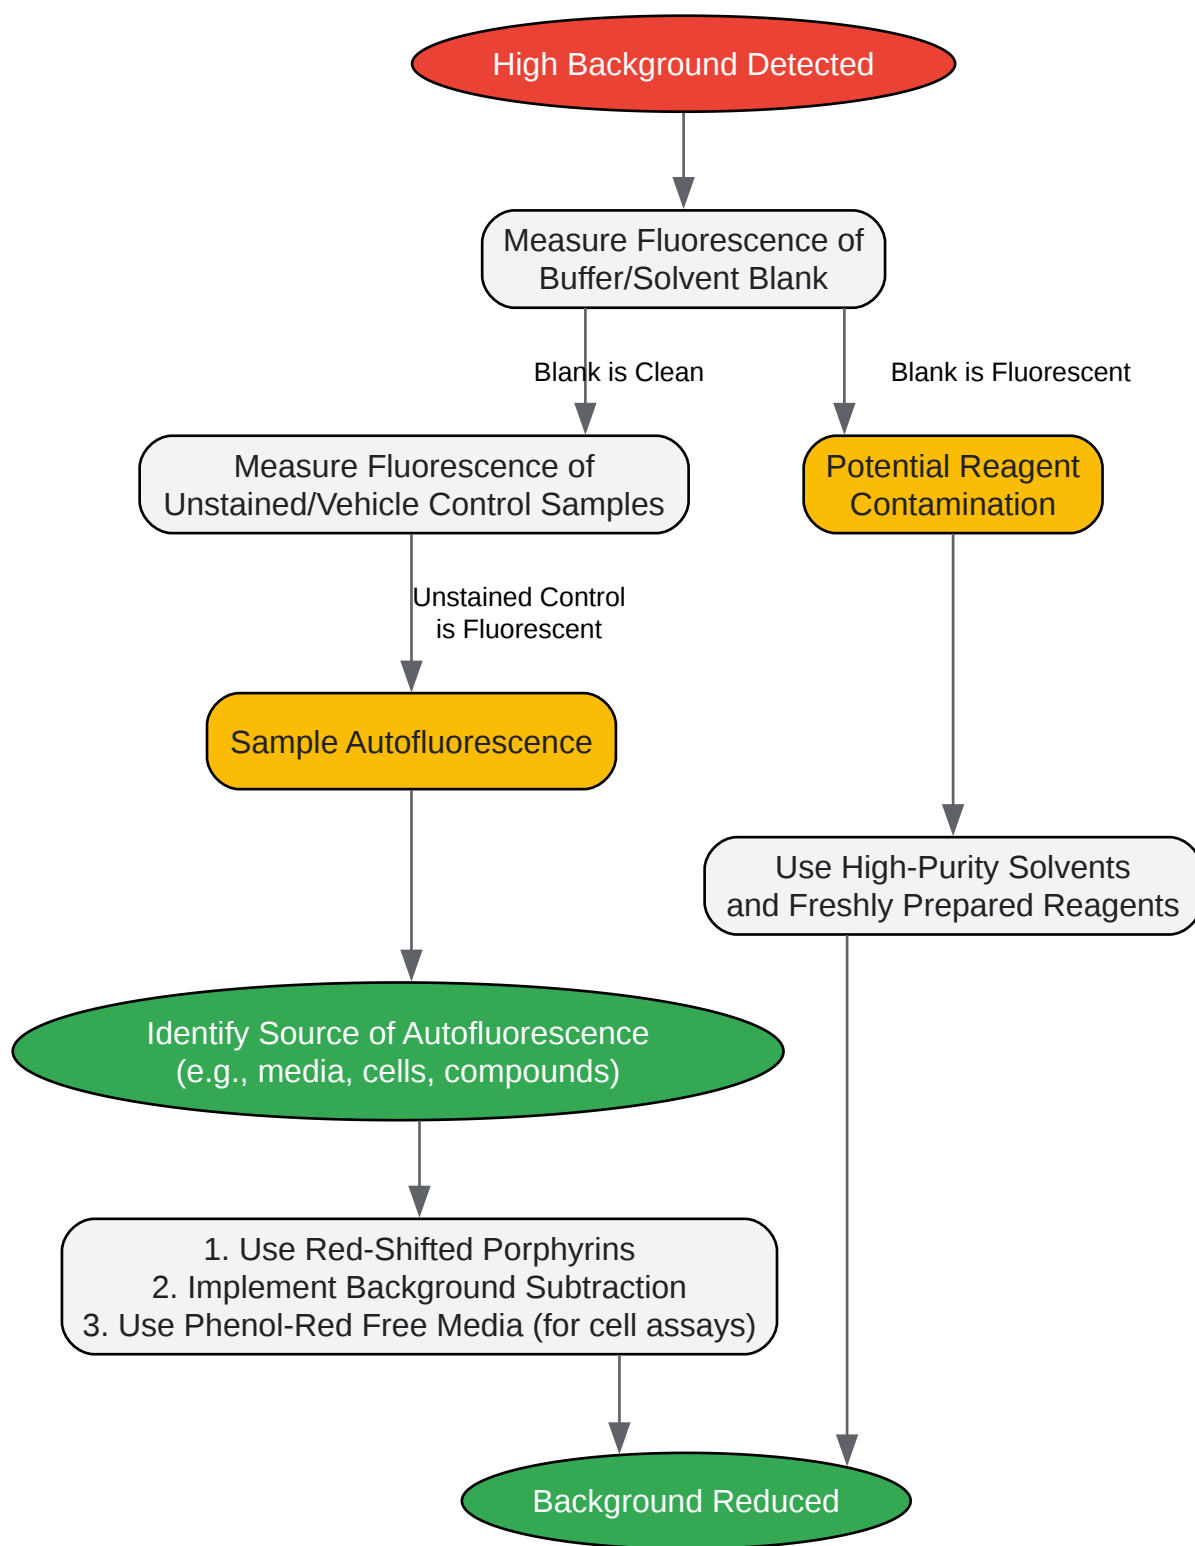 High Background Detected
Measure Fluorescence of
Buffer/Solvent Blank
Blank is Clean
Blank is Fluorescent
Measure Fluorescence of
Unstained/Vehicle Control Samples
Potential Reagent
Contamination
Unstained Control
is Fluorescent
Sample Autofluorescence
Use High-Purity Solvents
and Freshly Prepared Reagents
Identify Source of Autofluorescence
(e.g., media, cells, compounds)
1. Use Red-Shifted Porphyrins
2. Implement Background Subtraction
3. Use Phenol-Red Free Media (for cell assays)
Background Reduced